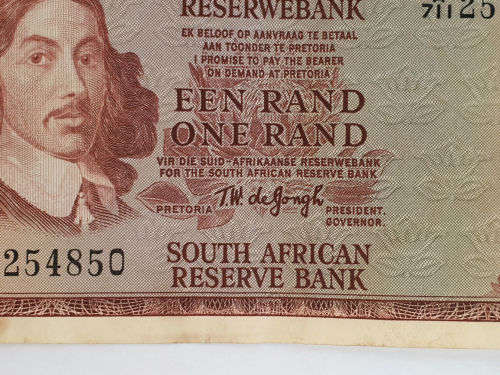 RESERWEBANK
711 25
EK BELOOF OP AANVRAAG TE BETAAL
AAN TOONDER TE PRETORIA
I PROMISE TO PAY THE BEARER
ON DEMAND AT PRETORIA
EEN RAND
ONE RAND
VIR DIE SUID-AFRIKAANSE RESERWEBANK
FOR THE SOUTH AFRICAN RESERVE BANK
T.W. de Jongh
PRETORIA
PRESIDENT.
GOVERNOR.
254850
SOUTH AFRICAN
RESERVE BANK